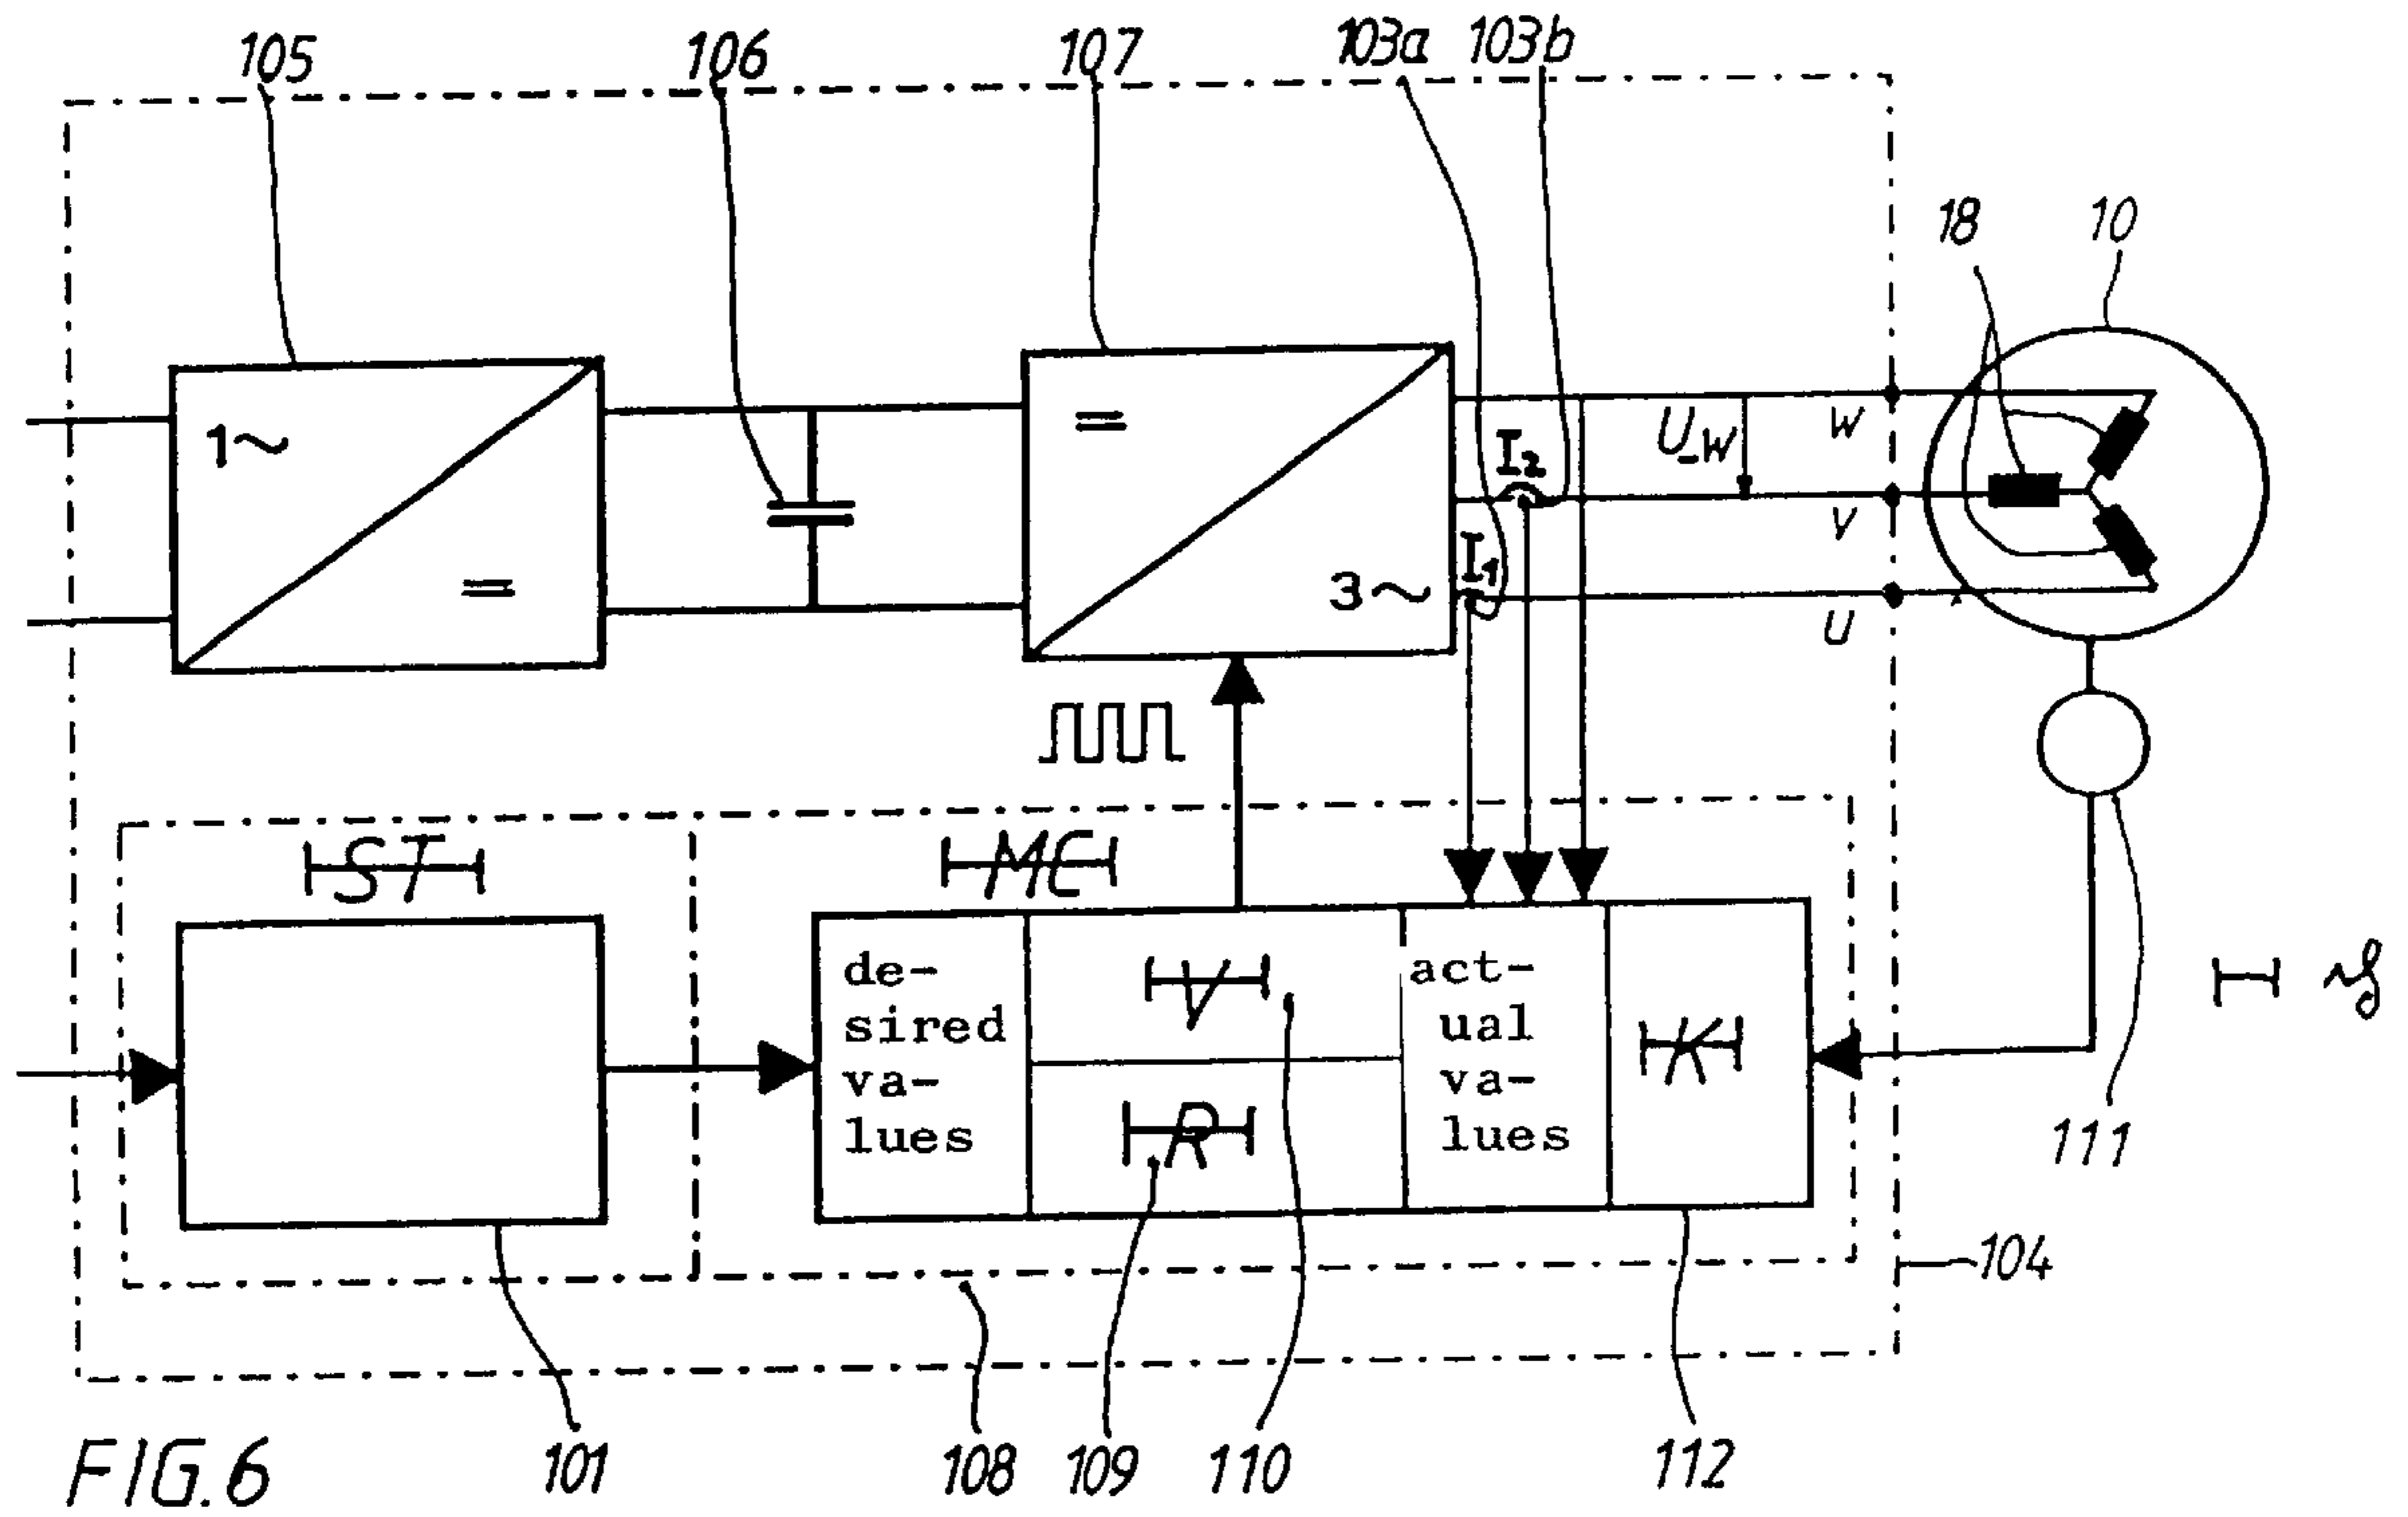 105 106 107 103a 103b
18 10
1~ =
= 3~
I2 U_W W
I1 V
U
ST MC
de-
sired
va-
lues
V
R
act-
ual
va-
lues
K
111
104
101 108 109 110 112
FIG.6